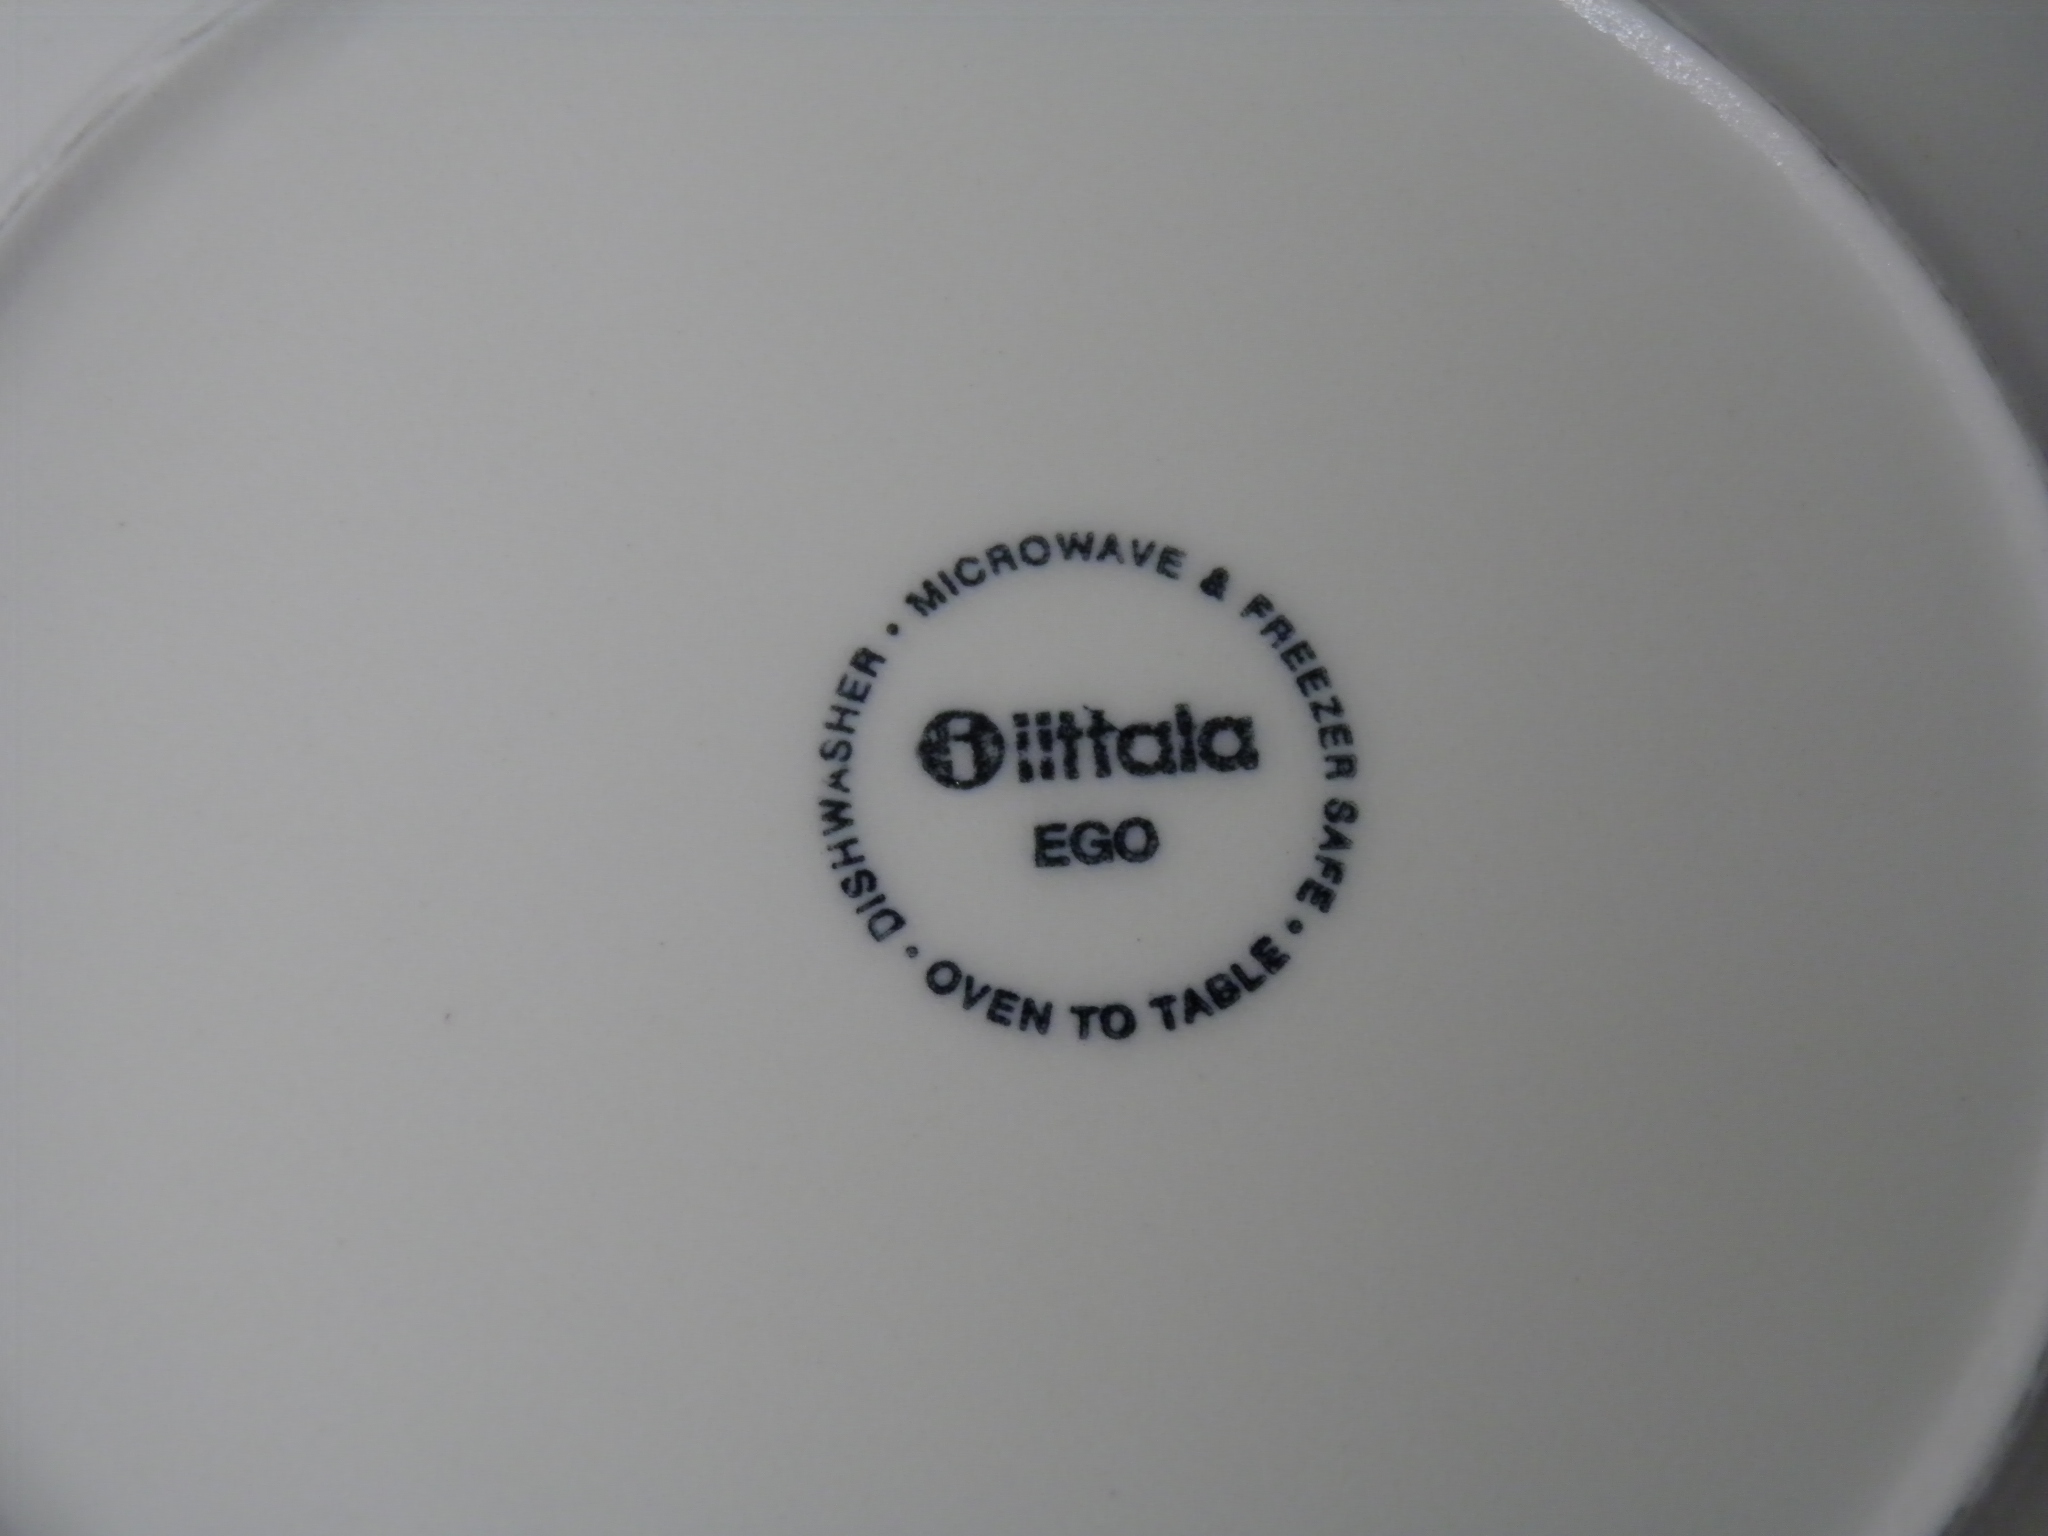 DISHWASHER • MICROWAVE & FREEZER SAFE •
i iittala
EGO
OVEN TO TABLE •